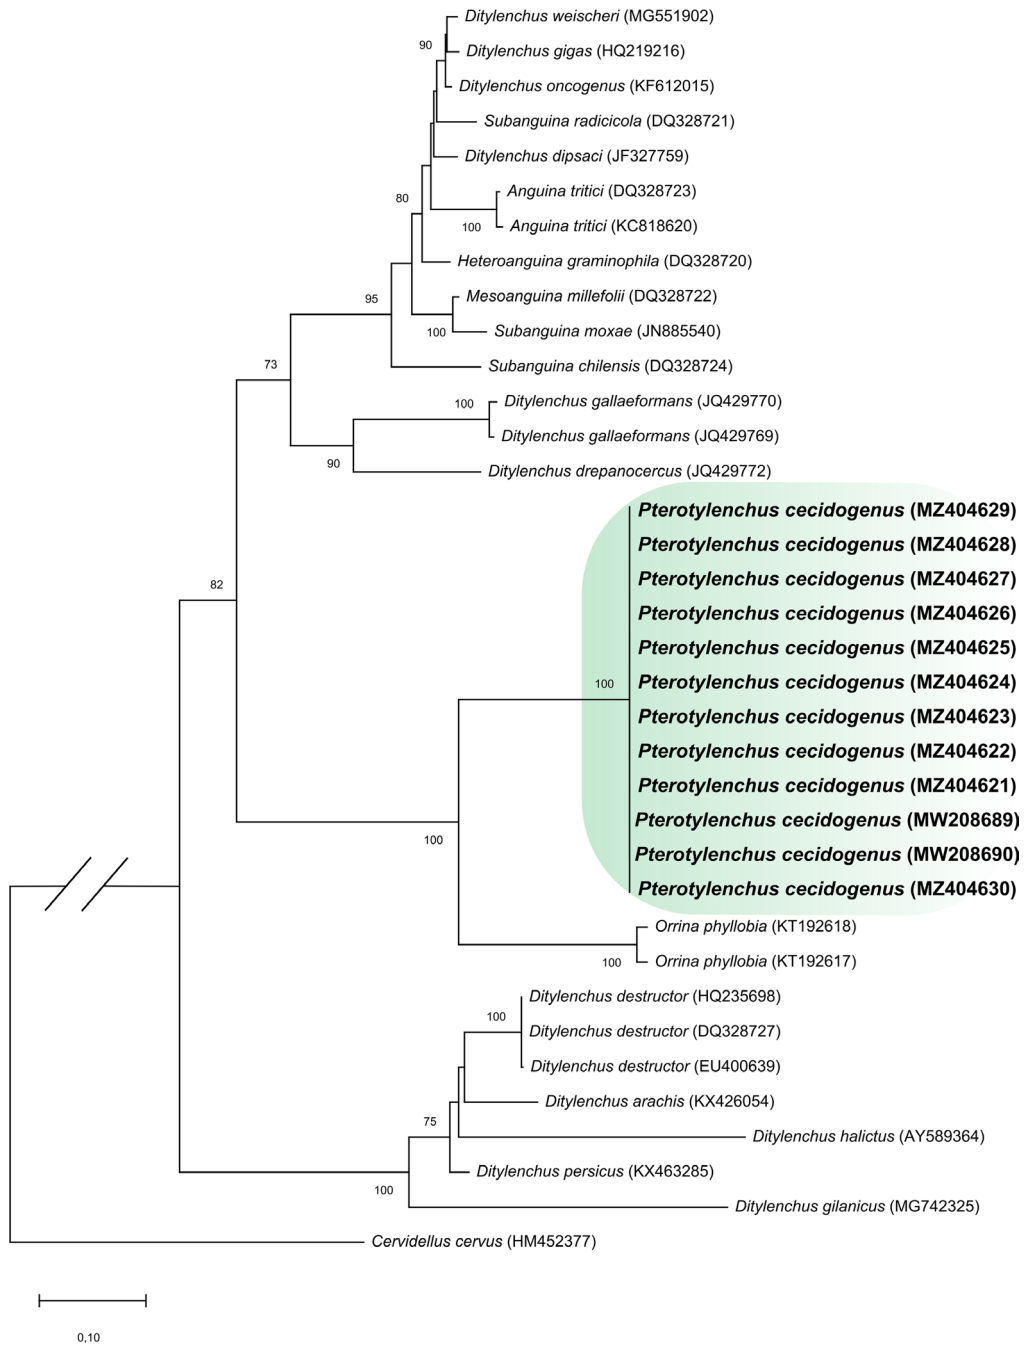 Ditylenchus weischeri (MG551902)
90
Ditylenchus gigas (HQ219216)
Ditylenchus oncogenus (KF612015)
Subanguina radicicola (DQ328721)
Ditylenchus dipsaci (JF327759)
Anguina tritici (DQ328723)
80
Anguina tritici (KC818620)
100
Heteroanguina graminophila (DQ328720)
Mesoanguina millefolii (DQ328722)
95
Subanguina moxae (JN885540)
100
Subanguina chilensis (DQ328724)
73
Ditylenchus gallaeformans (JQ429770)
100
Ditylenchus gallaeformans (JQ429769)
90
Ditylenchus drepanocercus (JQ429772)
Pterotylenchus cecidogenus (MZ404629)
Pterotylenchus cecidogenus (MZ404628)
Pterotylenchus cecidogenus (MZ404627)
82
Pterotylenchus cecidogenus (MZ404626)
Pterotylenchus cecidogenus (MZ404625)
Pterotylenchus cecidogenus (MZ404624)
100
Pterotylenchus cecidogenus (MZ404623)
Pterotylenchus cecidogenus (MZ404622)
Pterotylenchus cecidogenus (MZ404621)
Pterotylenchus cecidogenus (MW208689)
100
Pterotylenchus cecidogenus (MW208690)
Pterotylenchus cecidogenus (MZ404630)
Orrina phyllobia (KT192618)
Orrina phyllobia (KT192617)
100
Ditylenchus destructor (HQ235698)
100
Ditylenchus destructor (DQ328727)
Ditylenchus destructor (EU400639)
Ditylenchus arachis (KX426054)
75
Ditylenchus halictus (AY589364)
Ditylenchus persicus (KX463285)
100
Ditylenchus gilanicus (MG742325)
Cervidellus cervus (HM452377)
0,10